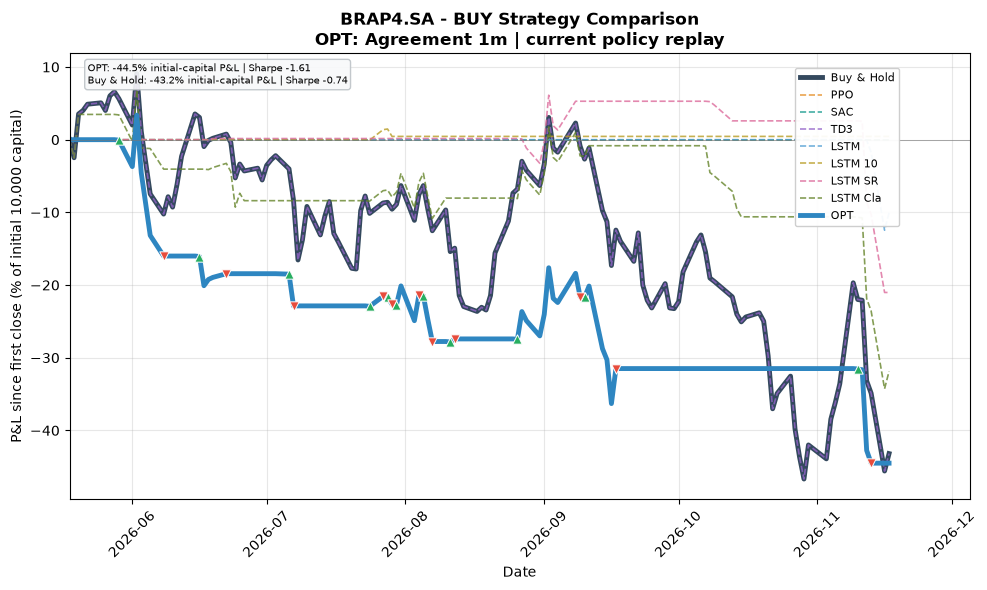 BRAP4.SA - BUY Strategy Comparison
OPT: Agreement 1m | current policy replay
OPT: -44.5% initial-capital P&L | Sharpe -1.61
Buy & Hold: -43.2% initial-capital P&L | Sharpe -0.74
Buy & Hold
PPO
SAC
TD3
LSTM
LSTM 10
LSTM SR
LSTM Cla
OPT
P&L since first close (% of initial 10,000 capital)
10
0
−10
−20
−30
−40
2026-06
2026-07
2026-08
2026-09
2026-10
2026-11
2026-12
Date